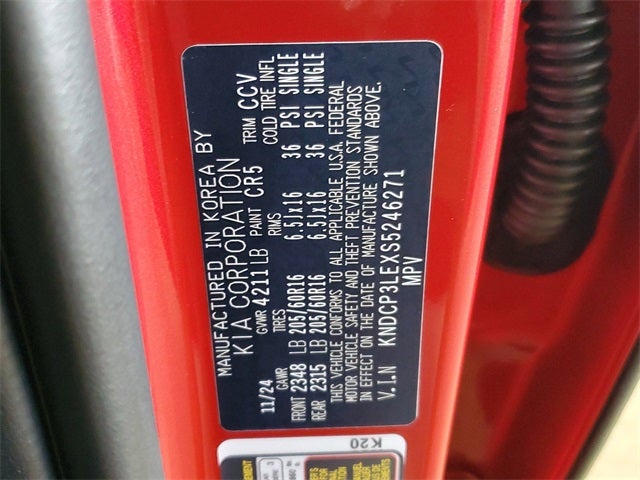 MANUFACTURED IN KOREA BY
KIA CORPORATION
GVWR 4211LB PAINT CR5 TRIM CCV
11/24 GAWR TIRES RIMS COLD TIRE INFL
FRONT 2348 LB 205/60R16 6.5Jx16 36 PSI SINGLE
REAR 2315 LB 205/60R16 6.5Jx16 36 PSI SINGLE
THIS VEHICLE CONFORMS TO ALL APPLICABLE U.S.A. FEDERAL
MOTOR VEHICLE SAFETY AND THEFT PREVENTION STANDARDS
IN EFFECT ON THE DATE OF MANUFACTURE SHOWN ABOVE.
V.I.N KNDCP3LEXS5246271
MPV
K20